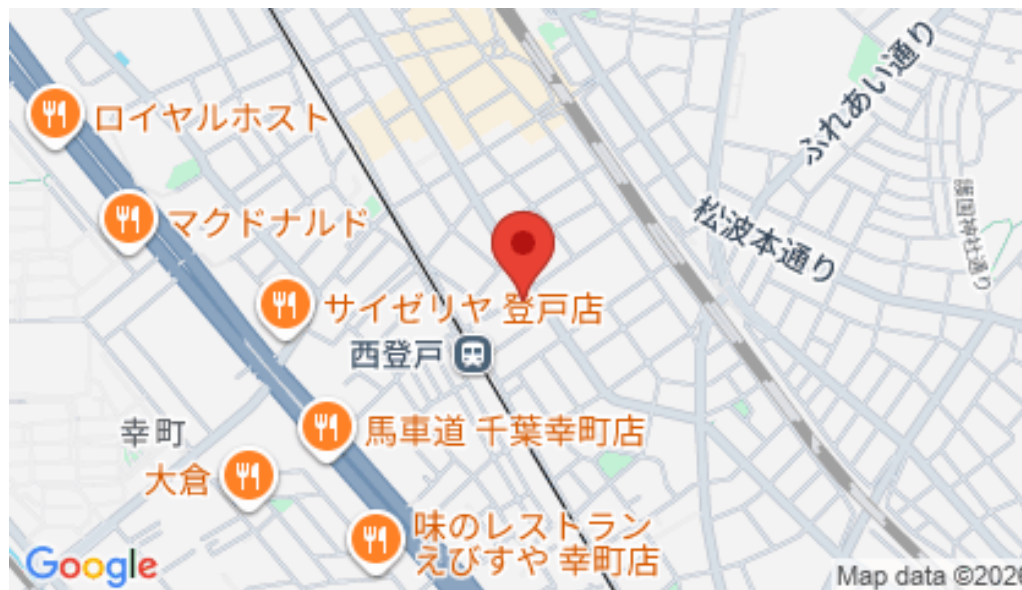 ふれあい通り
ロイヤルホスト
護国神社通り
マクドナルド
松波本通り
サイゼリヤ 登戸店
西登戸
馬車道 千葉幸町店
幸町
大倉
味のレストラン
えびすや 幸町店
Google
Map data ©2026